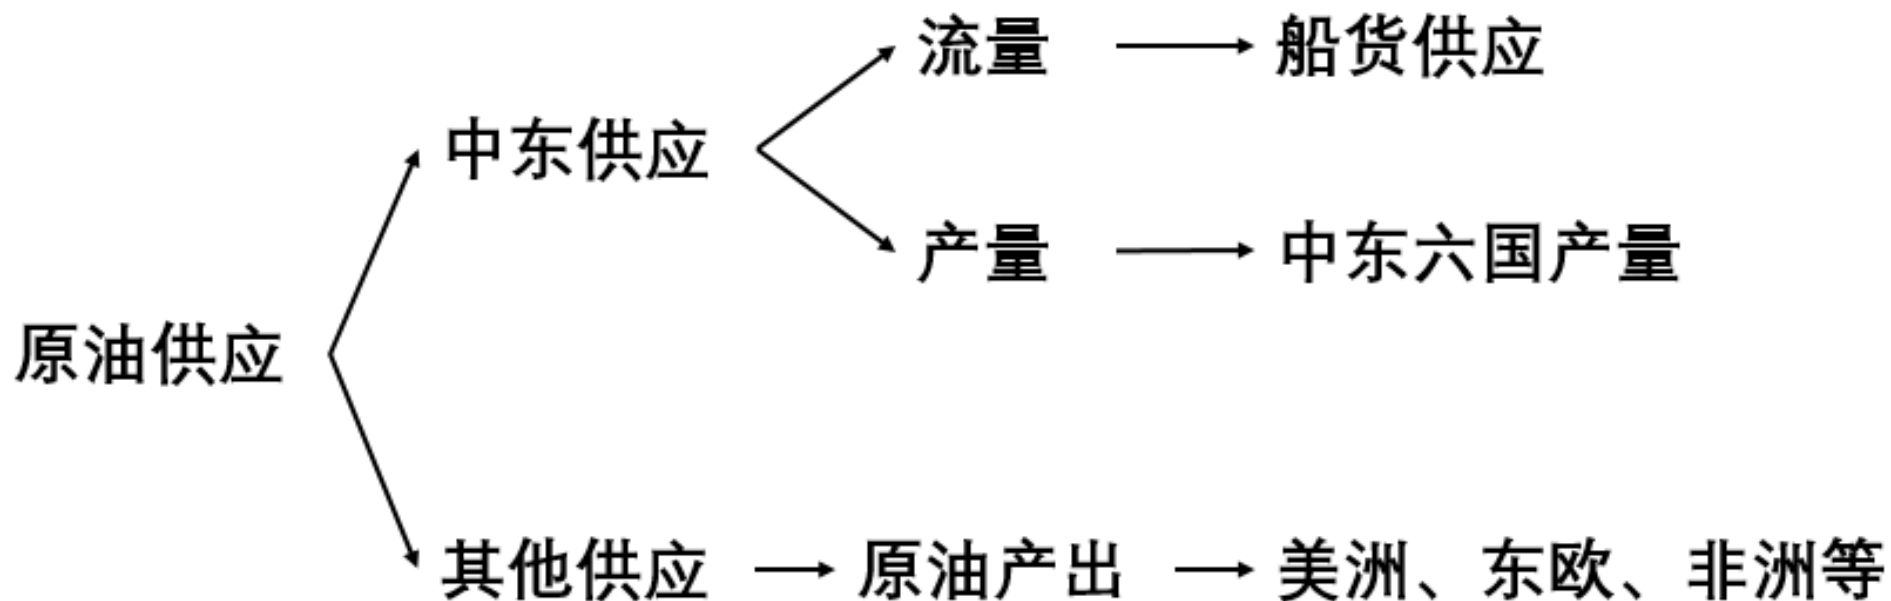 流量
船货供应
中东供应
产量
中东六国产量
原油供应
其他供应
原油产出
美洲、东欧、非洲等